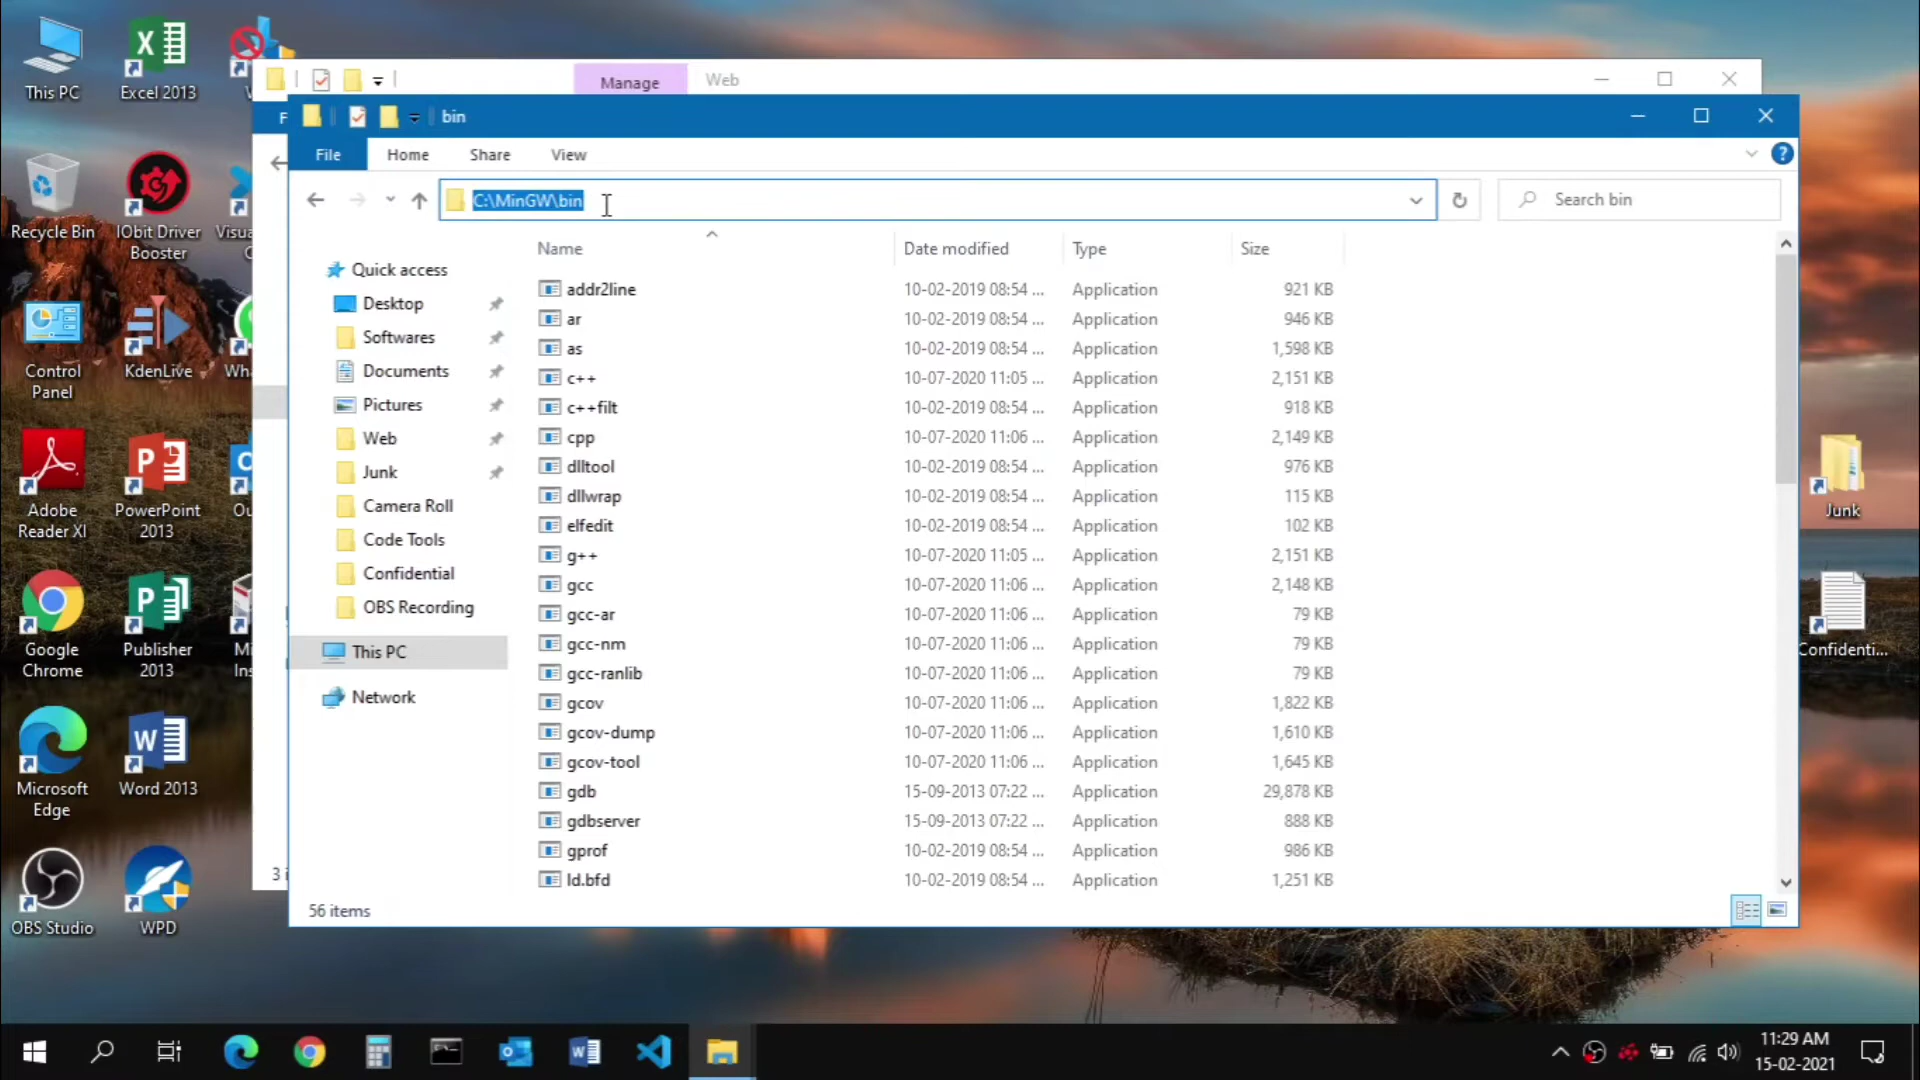 This PC
Excel 2013
Recycle Bin
IObit Driver
Booster
Control
Panel
KdenLive
Adobe
Reader XI
PowerPoint
2013
Google
Chrome
Publisher
2013
Microsoft
Edge
Word 2013
OBS Studio
WPD
Manage
Web
bin
File
Home
Share
View
C:\MinGW\bin
Search bin
Quick access
Desktop
Softwares
Documents
Pictures
Web
Junk
Camera Roll
Code Tools
Confidential
OBS Recording
This PC
Network
Name Date modified Type Size
addr2line 10-02-2019 08:54 ... Application 921 KB
ar 10-02-2019 08:54 ... Application 946 KB
as 10-02-2019 08:54 ... Application 1,598 KB
c++ 10-07-2020 11:05 ... Application 2,151 KB
c++filt 10-02-2019 08:54 ... Application 918 KB
cpp 10-07-2020 11:06 ... Application 2,149 KB
dlltool 10-02-2019 08:54 ... Application 976 KB
dllwrap 10-02-2019 08:54 ... Application 115 KB
elfedit 10-02-2019 08:54 ... Application 102 KB
g++ 10-07-2020 11:05 ... Application 2,151 KB
gcc 10-07-2020 11:06 ... Application 2,148 KB
gcc-ar 10-07-2020 11:06 ... Application 79 KB
gcc-nm 10-07-2020 11:06 ... Application 79 KB
gcc-ranlib 10-07-2020 11:06 ... Application 79 KB
gcov 10-07-2020 11:06 ... Application 1,822 KB
gcov-dump 10-07-2020 11:06 ... Application 1,610 KB
gcov-tool 10-07-2020 11:06 ... Application 1,645 KB
gdb 15-09-2013 07:22 ... Application 29,878 KB
gdbserver 15-09-2013 07:22 ... Application 888 KB
gprof 10-02-2019 08:54 ... Application 986 KB
ld.bfd 10-02-2019 08:54 ... Application 1,251 KB
56 items
Junk
Confidenti...
11:29 AM
15-02-2021